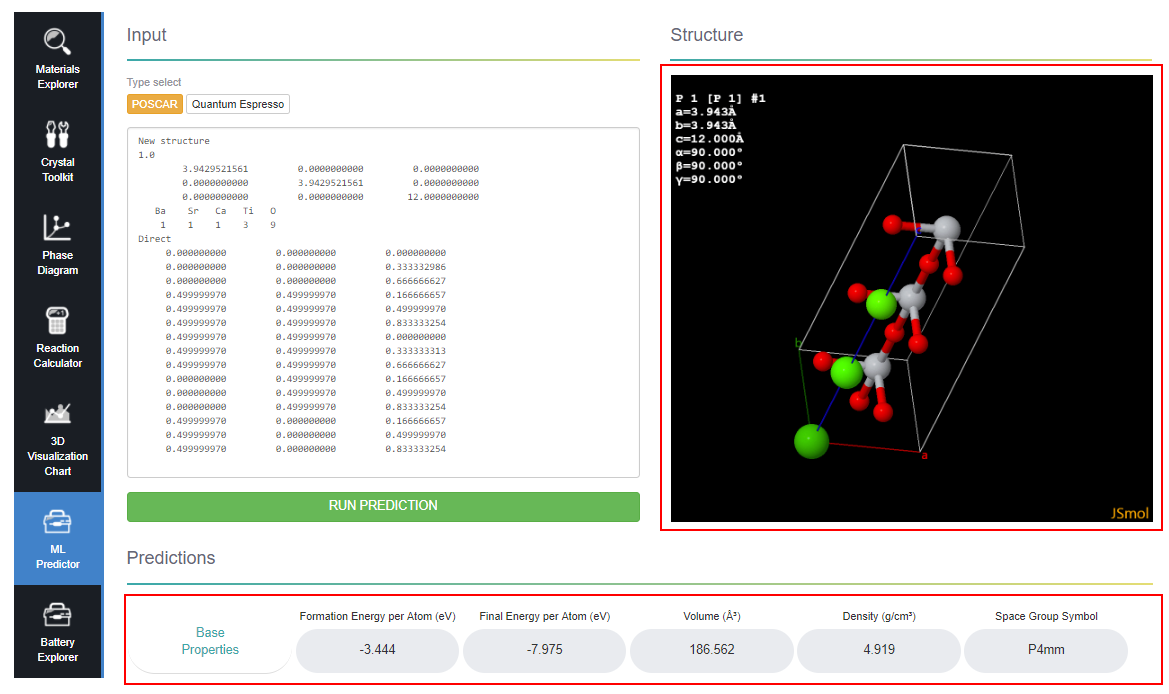 Materials
Explorer
Crystal
Toolkit
Phase
Diagram
Reaction
Calculator
3D
Visualization
Chart
ML
Predictor
Battery
Explorer
Input
Type select
POSCAR Quantum Espresso
New structure
1.0
3.9429521561 0.0000000000 0.0000000000
0.0000000000 3.9429521561 0.0000000000
0.0000000000 0.0000000000 12.0000000000
Ba Sr Ca Ti O
1 1 1 3 9
Direct
0.000000000 0.000000000 0.000000000
0.000000000 0.000000000 0.333332986
0.000000000 0.000000000 0.666666627
0.499999970 0.499999970 0.166666657
0.499999970 0.499999970 0.499999970
0.499999970 0.499999970 0.833333254
0.499999970 0.499999970 0.000000000
0.499999970 0.499999970 0.333333313
0.499999970 0.499999970 0.666666627
0.000000000 0.499999970 0.166666657
0.000000000 0.499999970 0.499999970
0.000000000 0.499999970 0.833333254
0.499999970 0.000000000 0.166666657
0.499999970 0.000000000 0.499999970
0.499999970 0.000000000 0.833333254
RUN PREDICTION
Structure
P 1 [P 1] #1
a=3.943Å
b=3.943Å
c=12.000Å
α=90.000°
β=90.000°
γ=90.000°
b
a
JSmol
Predictions
Base
Properties
Formation Energy per Atom (eV) Final Energy per Atom (eV) Volume (Å³) Density (g/cm³) Space Group Symbol
-3.444 -7.975 186.562 4.919 P4mm